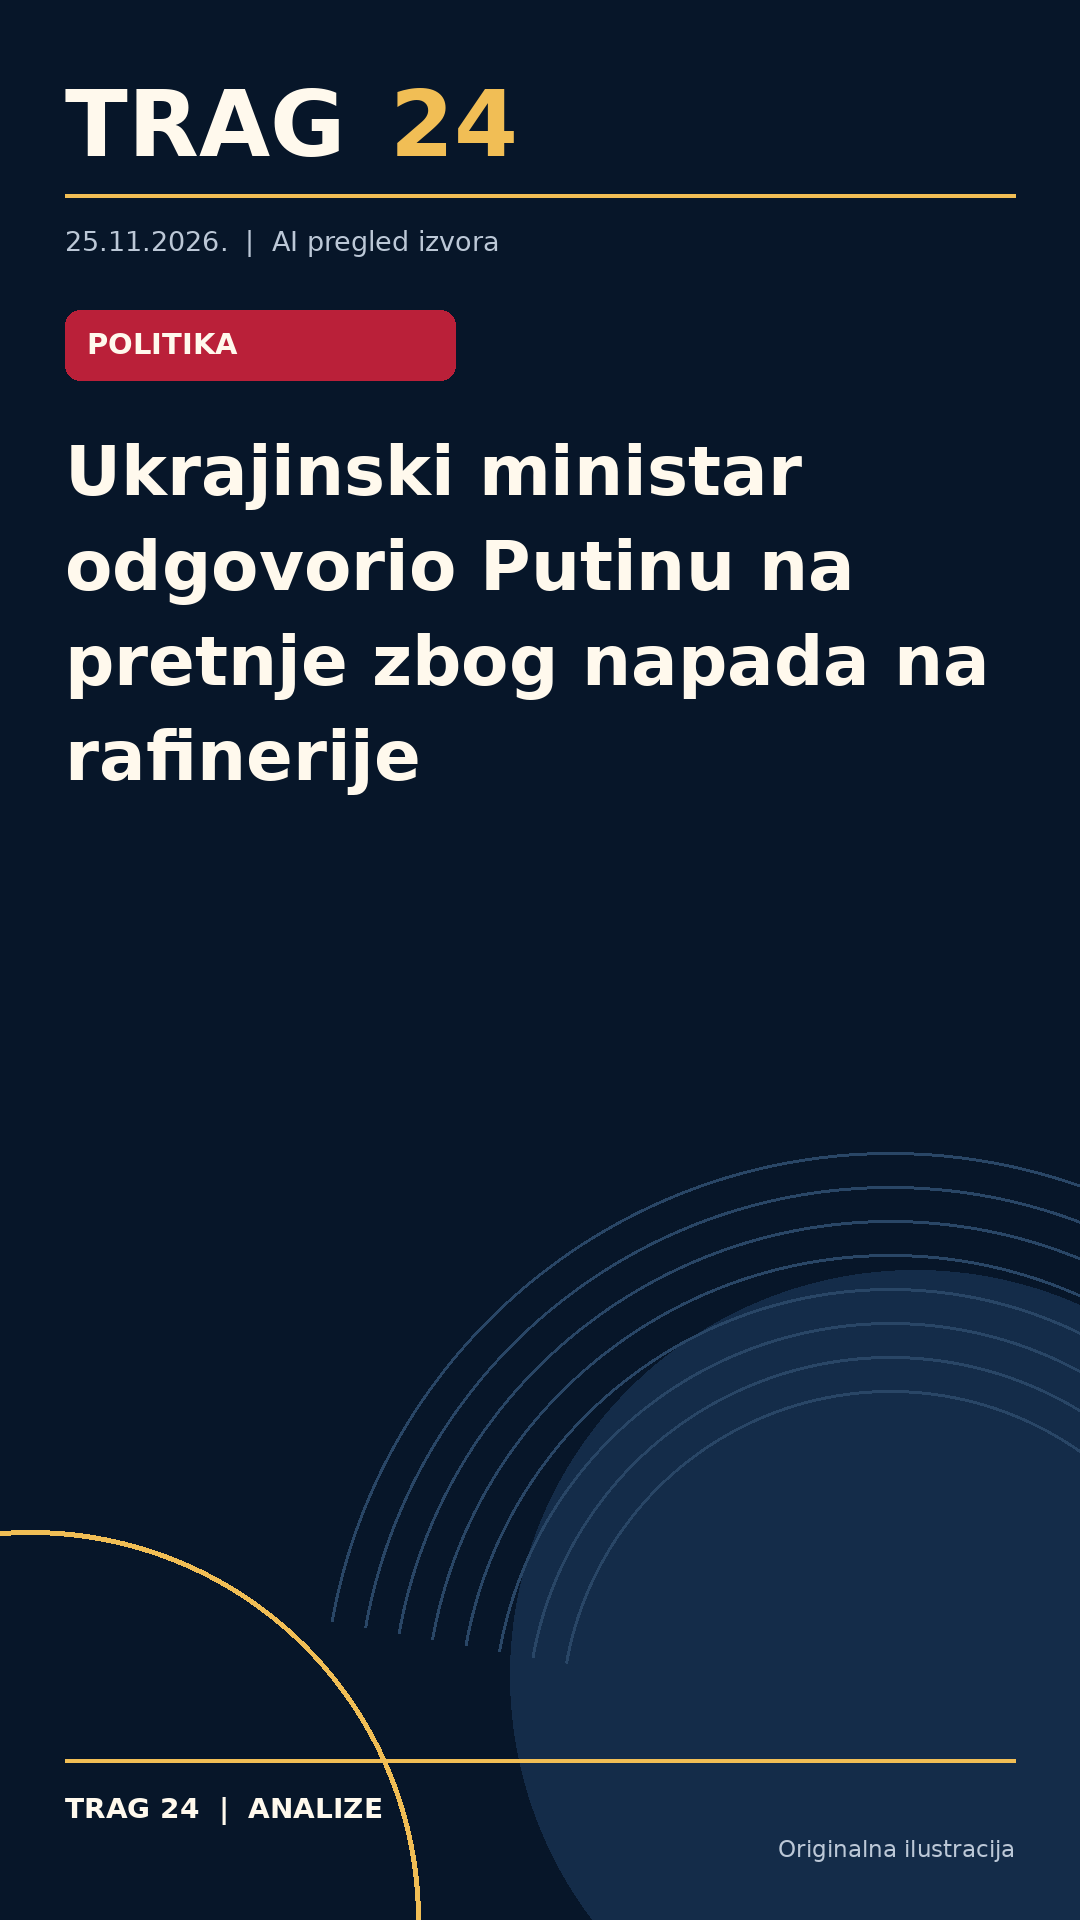 TRAG 24
25.11.2026. | AI pregled izvora
POLITIKA
Ukrajinski ministar
odgovorio Putinu na
pretnje zbog napada na
rafinerije
TRAG 24 | ANALIZE
Originalna ilustracija